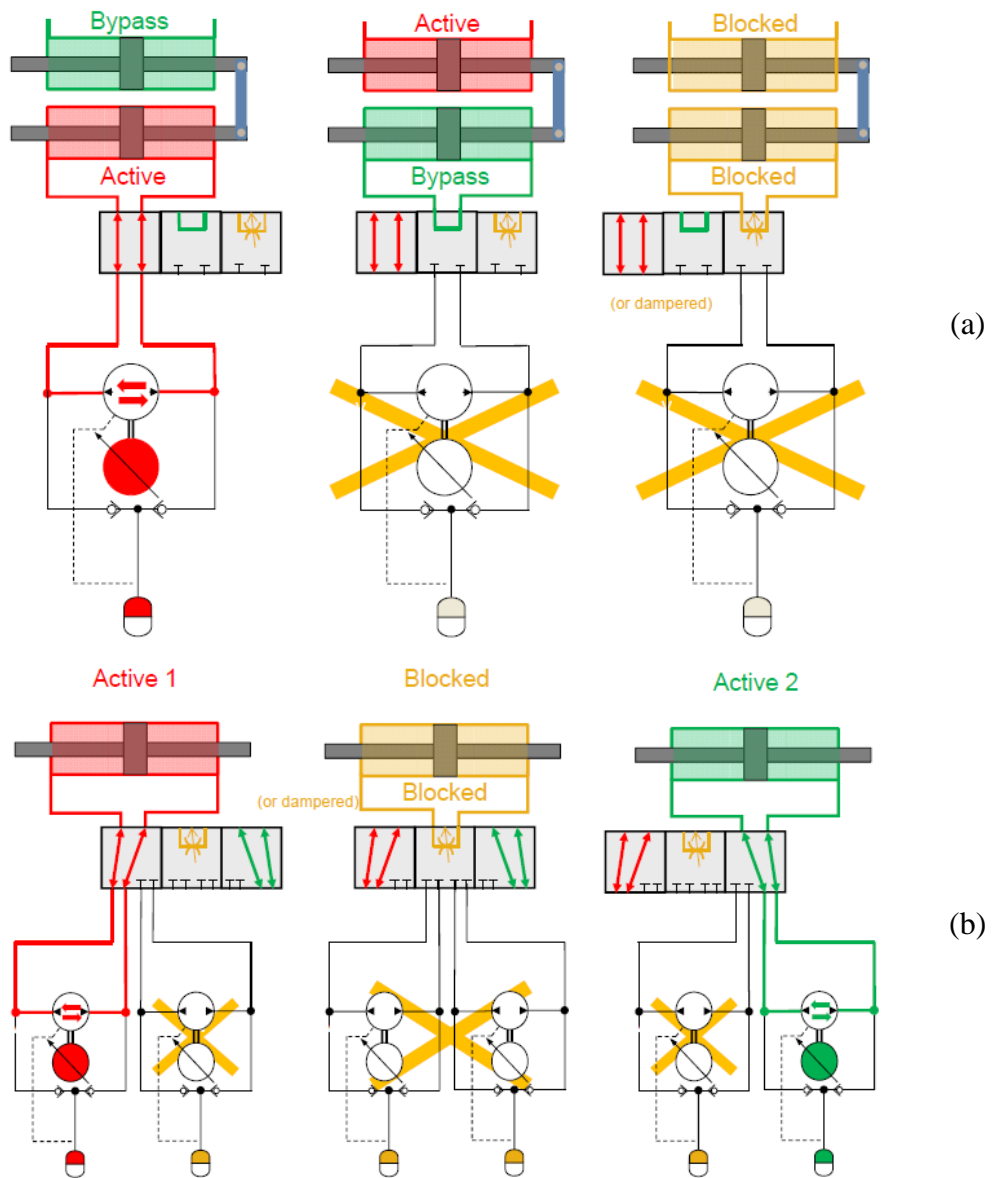 Bypass
Active
Blocked
Active
Bypass
Blocked
(or dampered)
(a)
Active 1
Blocked
Active 2
(or dampered)
Blocked
(b)